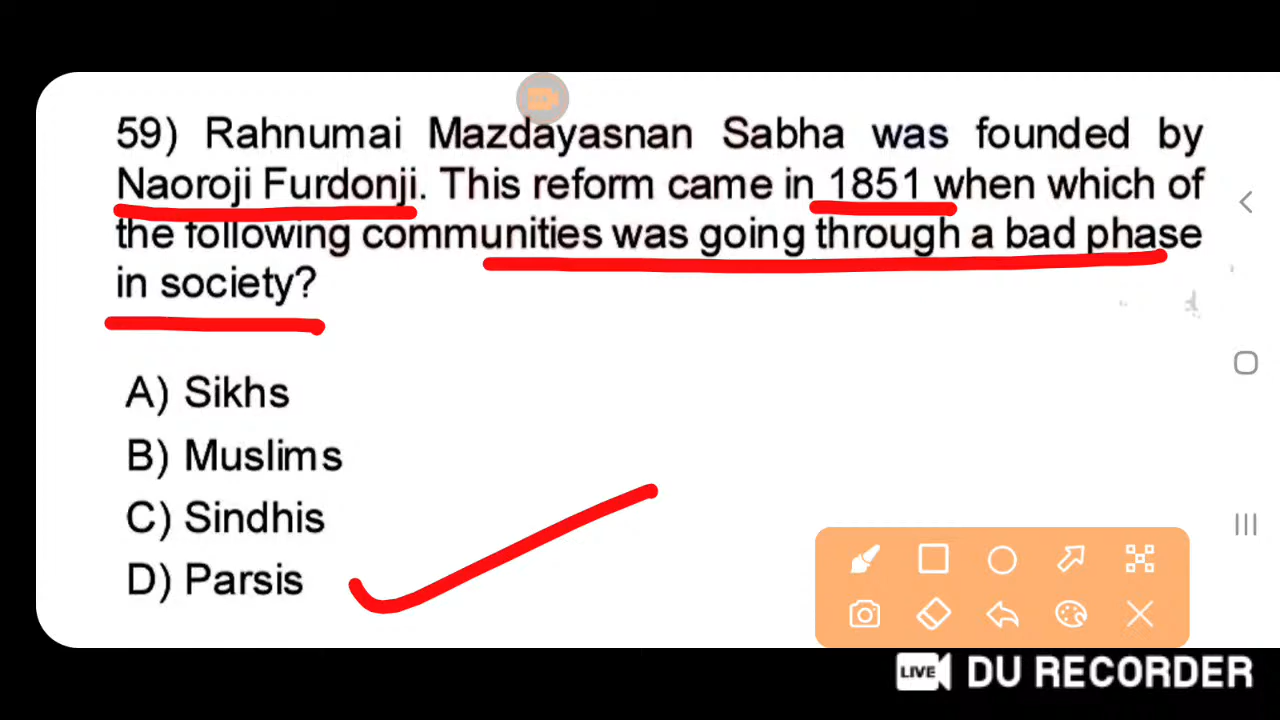 59) Rahnumai Mazdayasnan Sabha was founded by
Naoroji Furdonji. This reform came in 1851 when which of
the following communities was going through a bad phase
in society?
A) Sikhs
B) Muslims
C) Sindhis
D) Parsis
LIVE DU RECORDER